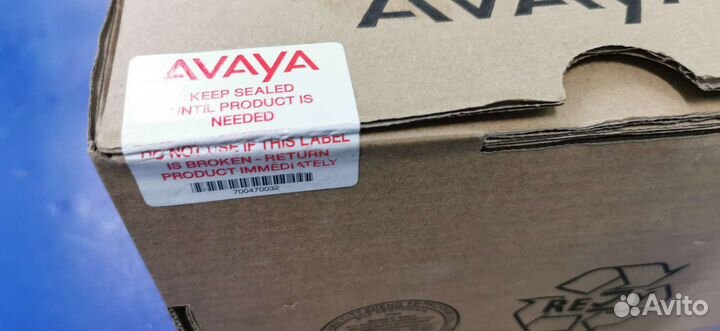 AVAYA
AVAYA
KEEP SEALED
UNTIL PRODUCT IS
NEEDED
DO NOT USE IF THIS LABEL
IS BROKEN - RETURN
PRODUCT IMMEDIATELY
700470032
Avito